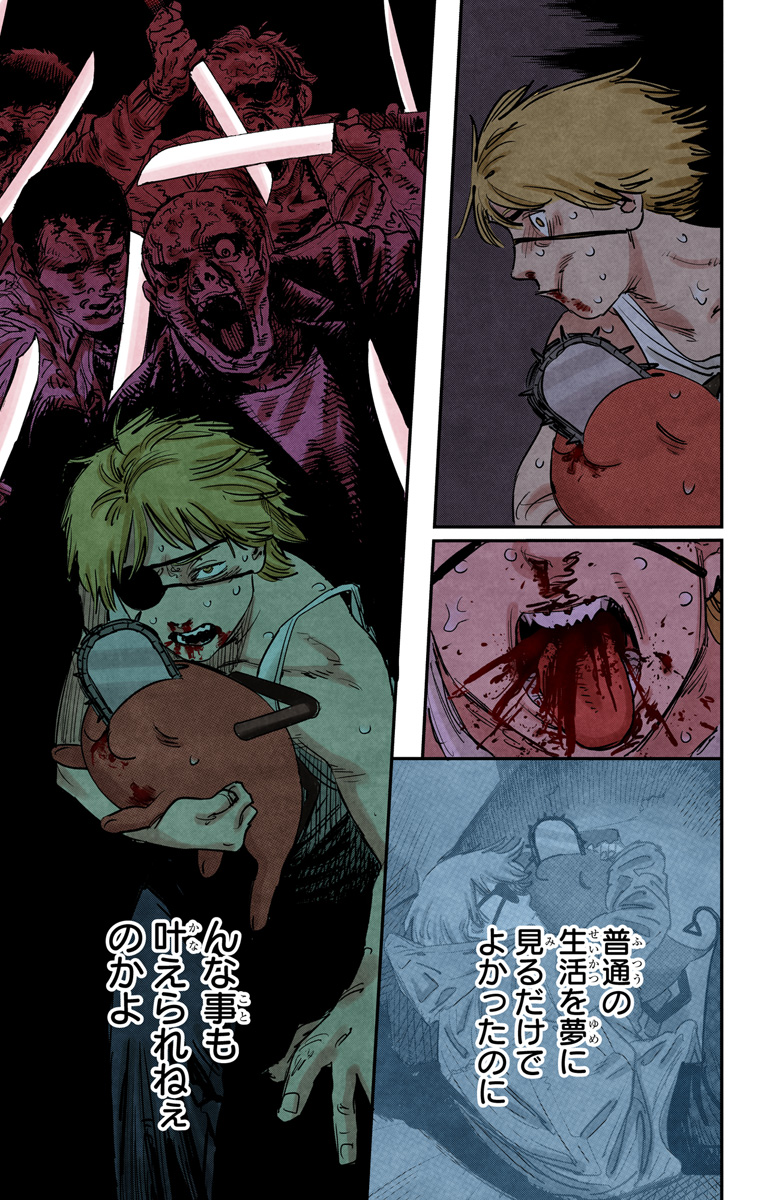 普通の
生活を夢に
見るだけで
よかったのに
んな事も
叶えられねぇ
のかよ